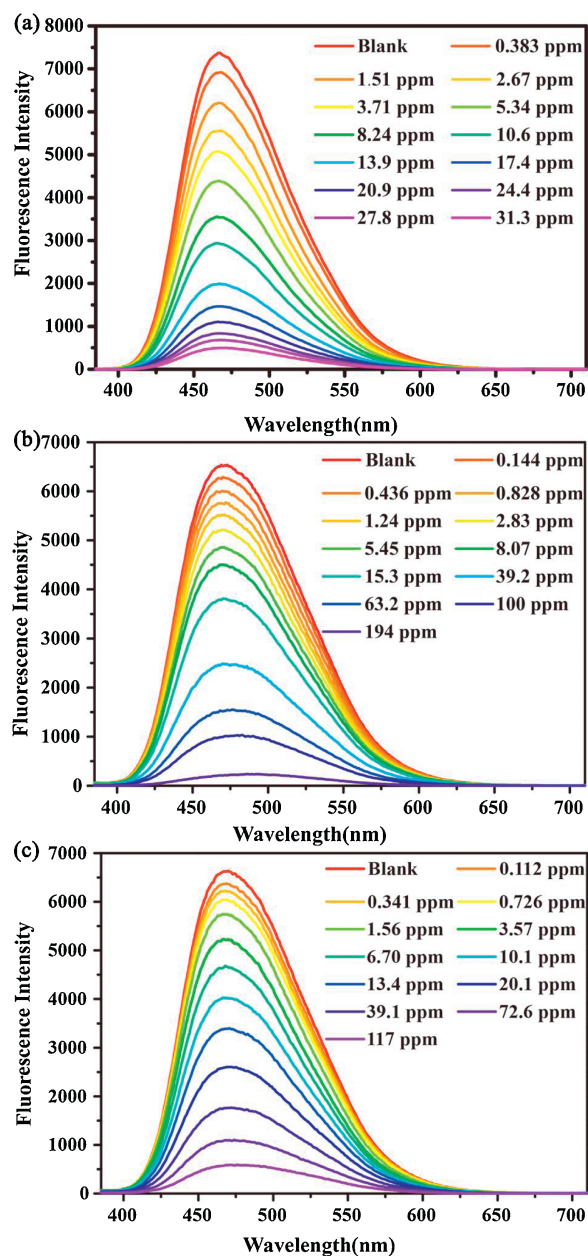 (a)
8000
7000
6000
5000
4000
3000
2000
1000
0
Fluorescence Intensity
Blank 0.383 ppm
1.51 ppm 2.67 ppm
3.71 ppm 5.34 ppm
8.24 ppm 10.6 ppm
13.9 ppm 17.4 ppm
20.9 ppm 24.4 ppm
27.8 ppm 31.3 ppm
400 450 500 550 600 650 700
Wavelength(nm)
(b)
7000
6000
5000
4000
3000
2000
1000
0
Fluorescence Intensity
Blank 0.144 ppm
0.436 ppm 0.828 ppm
1.24 ppm 2.83 ppm
5.45 ppm 8.07 ppm
15.3 ppm 39.2 ppm
63.2 ppm 100 ppm
194 ppm
400 450 500 550 600 650 700
Wavelength(nm)
(c)
7000
6000
5000
4000
3000
2000
1000
0
Fluorescence Intensity
Blank 0.112 ppm
0.341 ppm 0.726 ppm
1.56 ppm 3.57 ppm
6.70 ppm 10.1 ppm
13.4 ppm 20.1 ppm
39.1 ppm 72.6 ppm
117 ppm
400 450 500 550 600 650 700
Wavelength(nm)